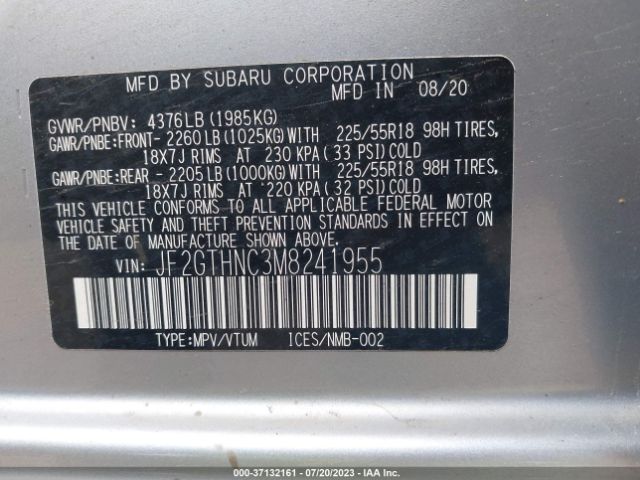 MFD BY SUBARU CORPORATION
MFD IN 08/20
GVWR/PNBV: 4376LB (1985KG)
GAWR/PNBE:FRONT- 2260LB (1025KG) WITH 225/55R18 98H TIRES,
18X7J RIMS AT 230 KPA (33 PSI) COLD
GAWR/PNBE:REAR - 2205LB (1000KG) WITH 225/55R18 98H TIRES,
18X7J RIMS AT 220 KPA (32 PSI) COLD
THIS VEHICLE CONFORMS TO ALL APPLICABLE FEDERAL MOTOR
VEHICLE SAFETY AND THEFT PREVENTION STANDARDS IN EFFECT
ON THE DATE OF MANUFACTURE SHOWN ABOVE.
VIN: JF2GTHNC3M8241955
TYPE:MPV/VTUM ICES/NMB-002
000-37132161 - 07/20/2023 - IAA Inc.